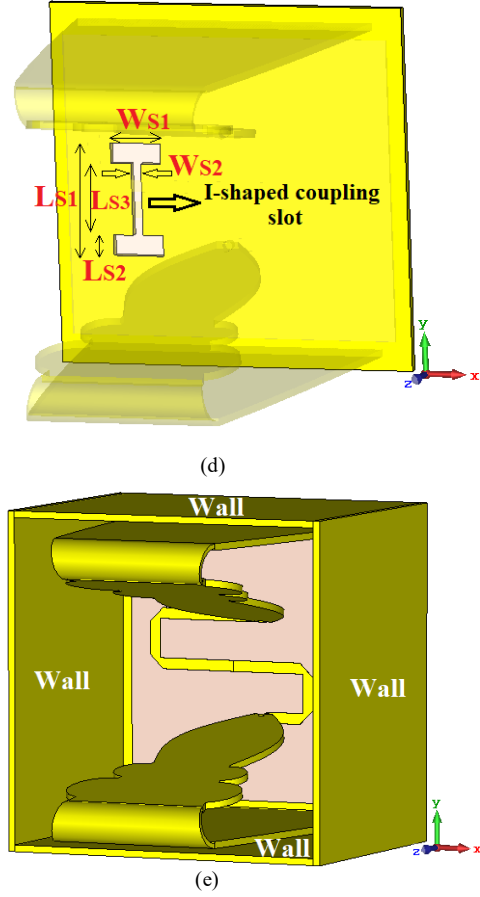 WS1
WS2
LS1
LS3
I-shaped coupling
slot
LS2
y
x
z
(d)
Wall
Wall
Wall
Wall
y
x
z
(e)